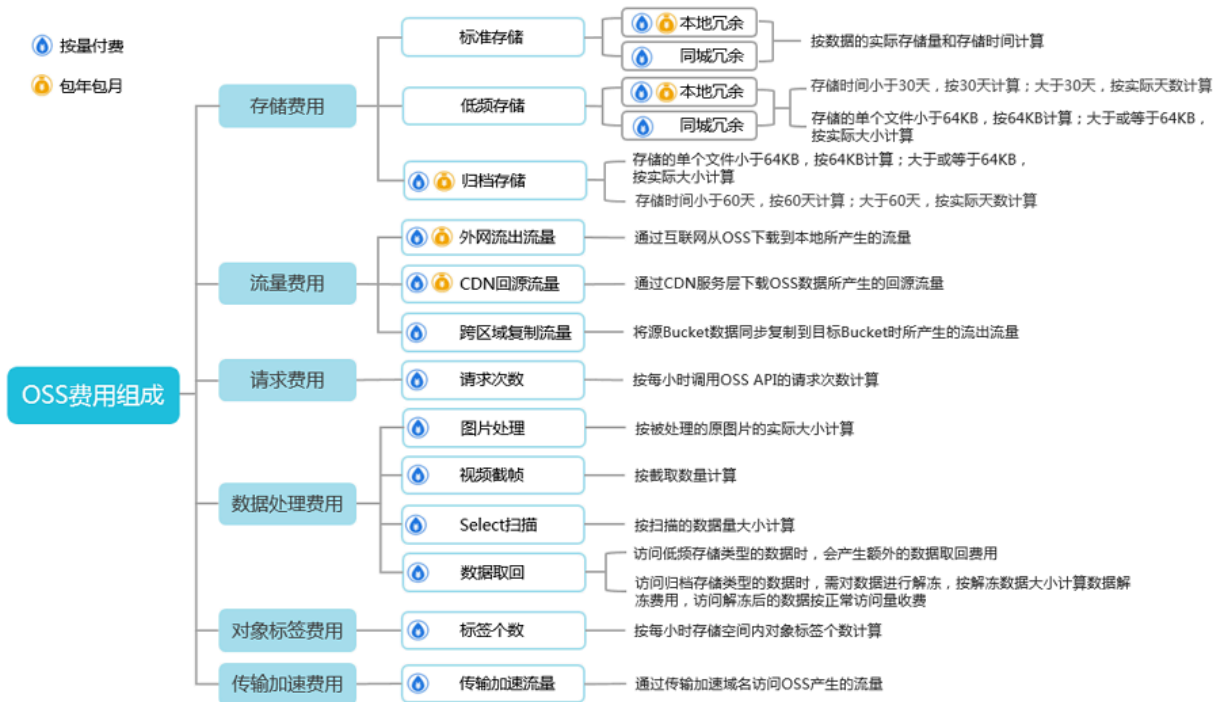 按量付费
包年包月
OSS费用组成
存储费用
标准存储
本地冗余
同城冗余
按数据的实际存储量和存储时间计算
低频存储
本地冗余
同城冗余
存储时间小于30天，按30天计算；大于30天，按实际天数计算
存储的单个文件小于64KB，按64KB计算；大于或等于64KB，
按实际大小计算
归档存储
存储的单个文件小于64KB，按64KB计算；大于或等于64KB，
按实际大小计算
存储时间小于60天，按60天计算；大于60天，按实际天数计算
流量费用
外网流出流量
通过互联网从OSS下载到本地所产生的流量
CDN回源流量
通过CDN服务层下载OSS数据所产生的回源流量
跨区域复制流量
将源Bucket数据同步复制到目标Bucket时所产生的流出流量
请求费用
请求次数
按每小时调用OSS API的请求次数计算
数据处理费用
图片处理
按被处理的原图片的实际大小计算
视频截帧
按截取数量计算
Select扫描
按扫描的数据量大小计算
数据取回
访问低频存储类型的数据时，会产生额外的数据取回费用
访问归档存储类型的数据时，需对数据进行解冻，按解冻数据大小计算数据解
冻费用，访问解冻后的数据按正常访问量收费
对象标签费用
标签个数
按每小时存储空间内对象标签个数计算
传输加速费用
传输加速流量
通过传输加速域名访问OSS产生的流量